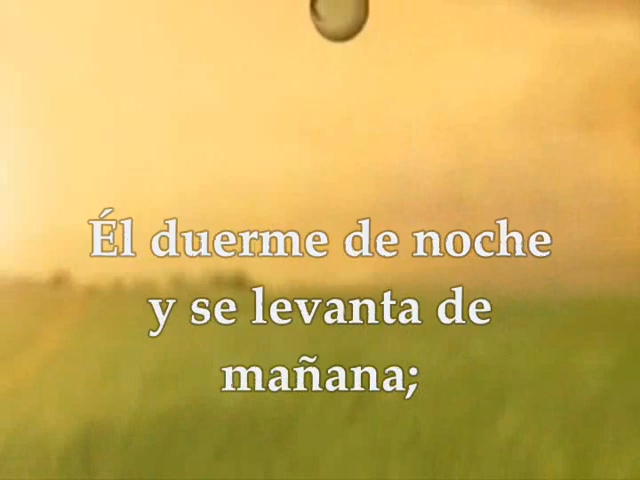 Él duerme de noche
y se levanta de
mañana;